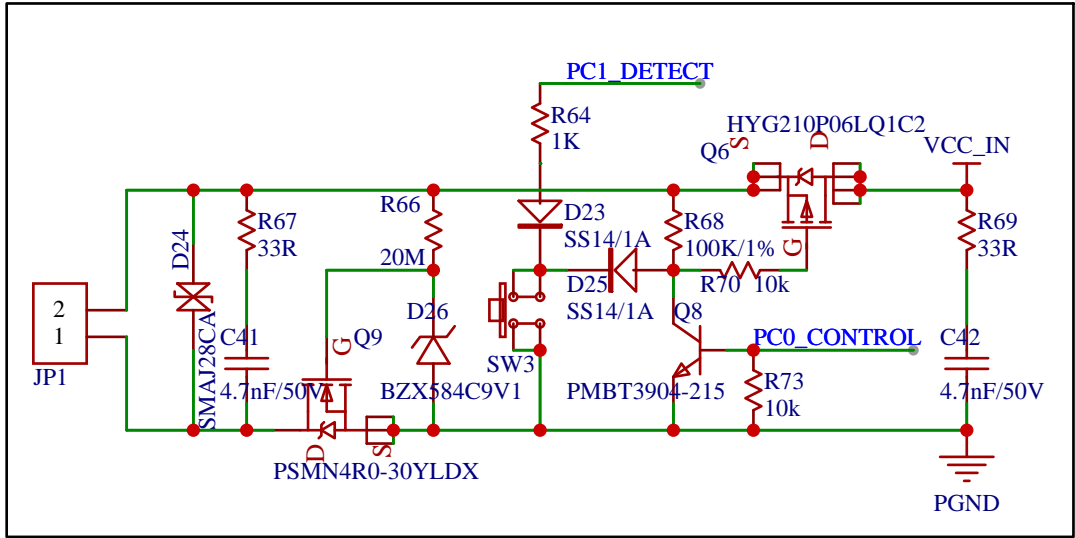 PC1_DETECT
R64
1K
HYG210P06LQ1C2
Q6
S
D
G
VCC_IN
R66
20M
D23
SS14/1A
R68
100K/1%
R67
33R
R69
33R
D24
SMAJ28CA
D25
SS14/1A
R70 10k
2
1
JP1
C41
4.7nF/50V
Q9
G
D
S
PSMN4R0-30YLDX
D26
BZX584C9V1
SW3
Q8
PMBT3904-215
PC0_CONTROL
R73
10k
C42
4.7nF/50V
PGND